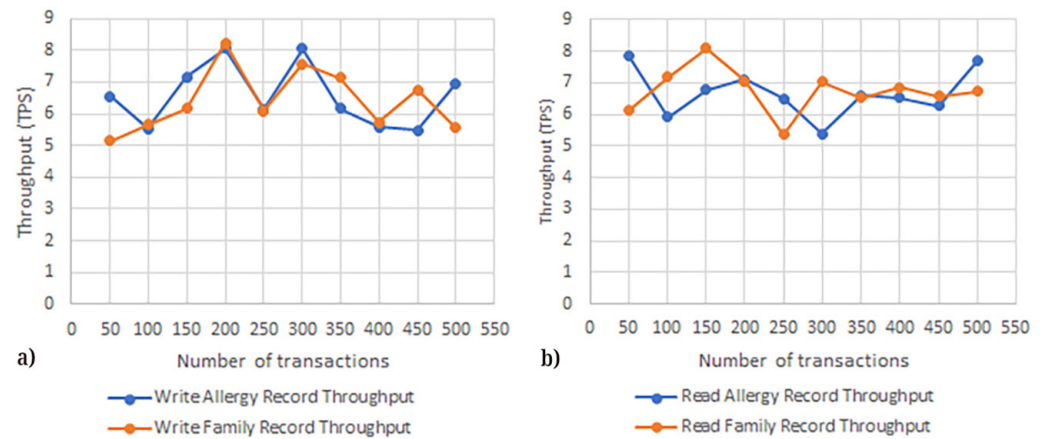 9
8
7
6
5
4
3
2
1
0
Throughput (TPS)
0 50 100 150 200 250 300 350 400 450 500 550
a) Number of transactions
Write Allergy Record Throughput
Write Family Record Throughput
9
8
7
6
5
4
3
2
1
0
Throughput (TPS)
0 50 100 150 200 250 300 350 400 450 500 550
b) Number of transactions
Read Allergy Record Throughput
Read Family Record Throughput